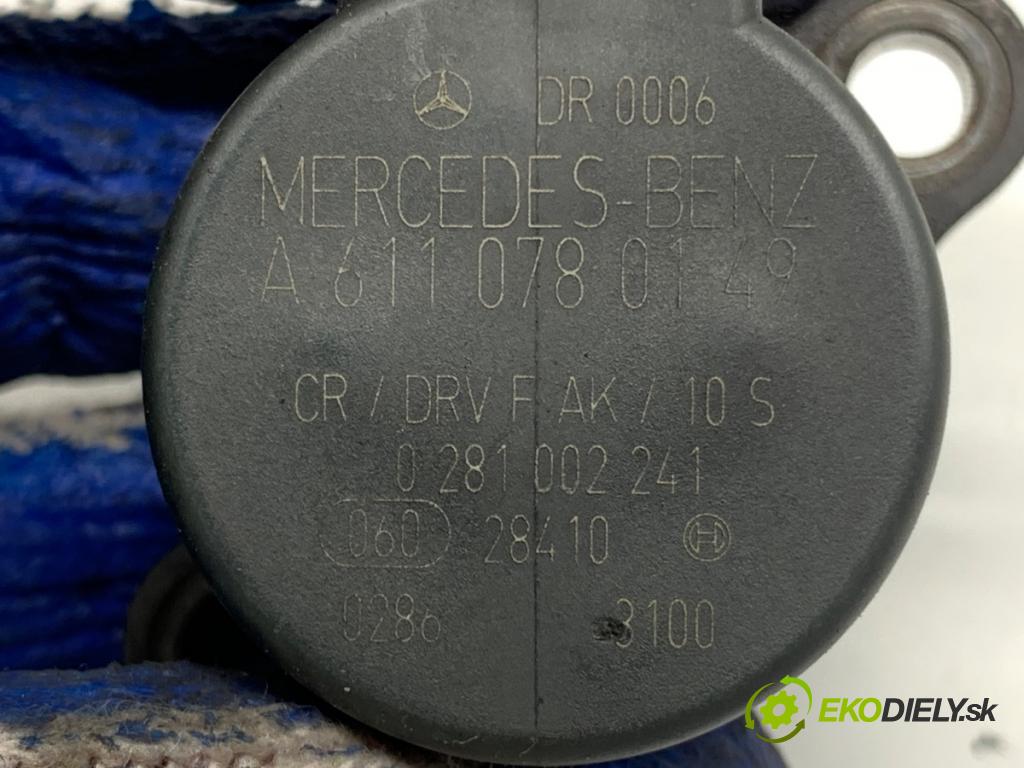 DR 0006
MERCEDES-BENZ
A 611 078 01 49
CR / DRV F AK / 10 S
0 281 002 241
060 28410 H
0286 3100
EKODIELY.sk